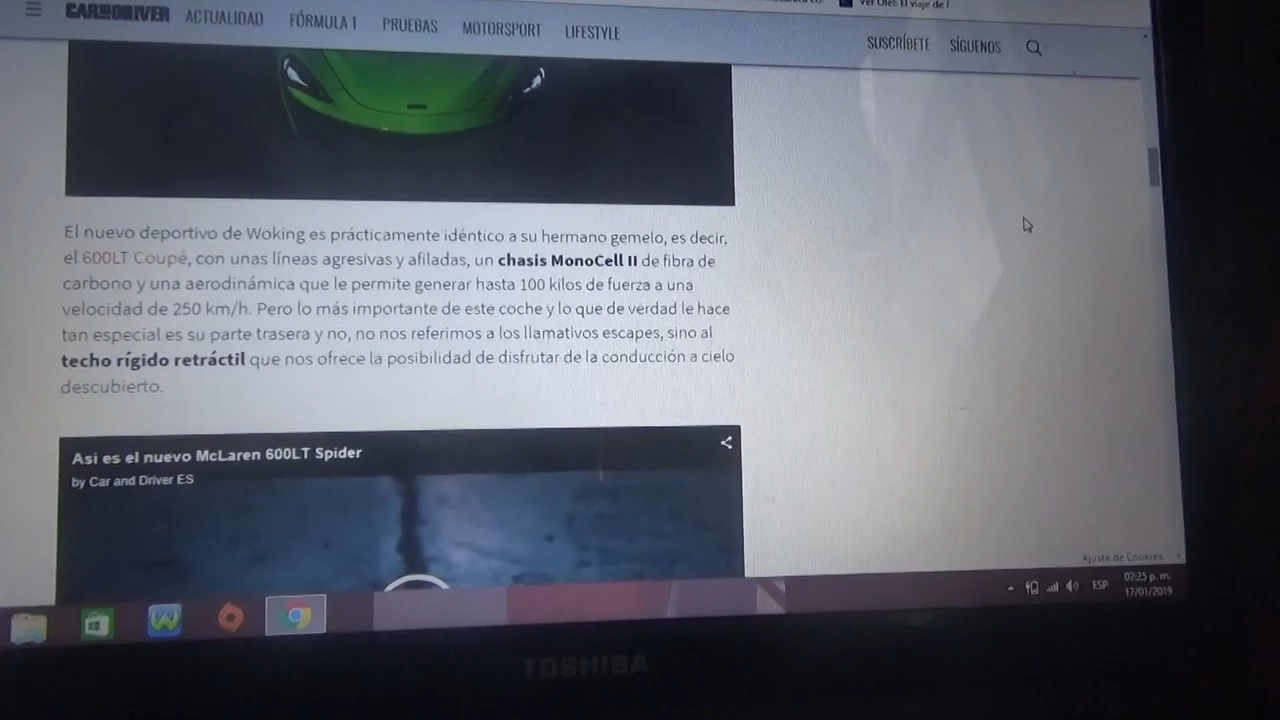 CAR AND DRIVER ACTUALIDAD FÓRMULA 1 PRUEBAS MOTORSPORT LIFESTYLE SUSCRÍBETE SÍGUENOS
El nuevo deportivo de Woking es prácticamente idéntico a su hermano gemelo, es decir,
el 600LT Coupé, con unas líneas agresivas y afiladas, un chasis MonoCell II de fibra de
carbono y una aerodinámica que le permite generar hasta 100 kilos de fuerza a una
velocidad de 250 km/h. Pero lo más importante de este coche y lo que de verdad le hace
tan especial es su parte trasera y no, no nos referimos a los llamativos escapes, sino al
techo rígido retráctil que nos ofrece la posibilidad de disfrutar de la conducción a cielo
descubierto.
Asi es el nuevo McLaren 600LT Spider
by Car and Driver ES
Ajuste de Cookies
ESP
07:25 p. m.
17/01/2019
TOSHIBA